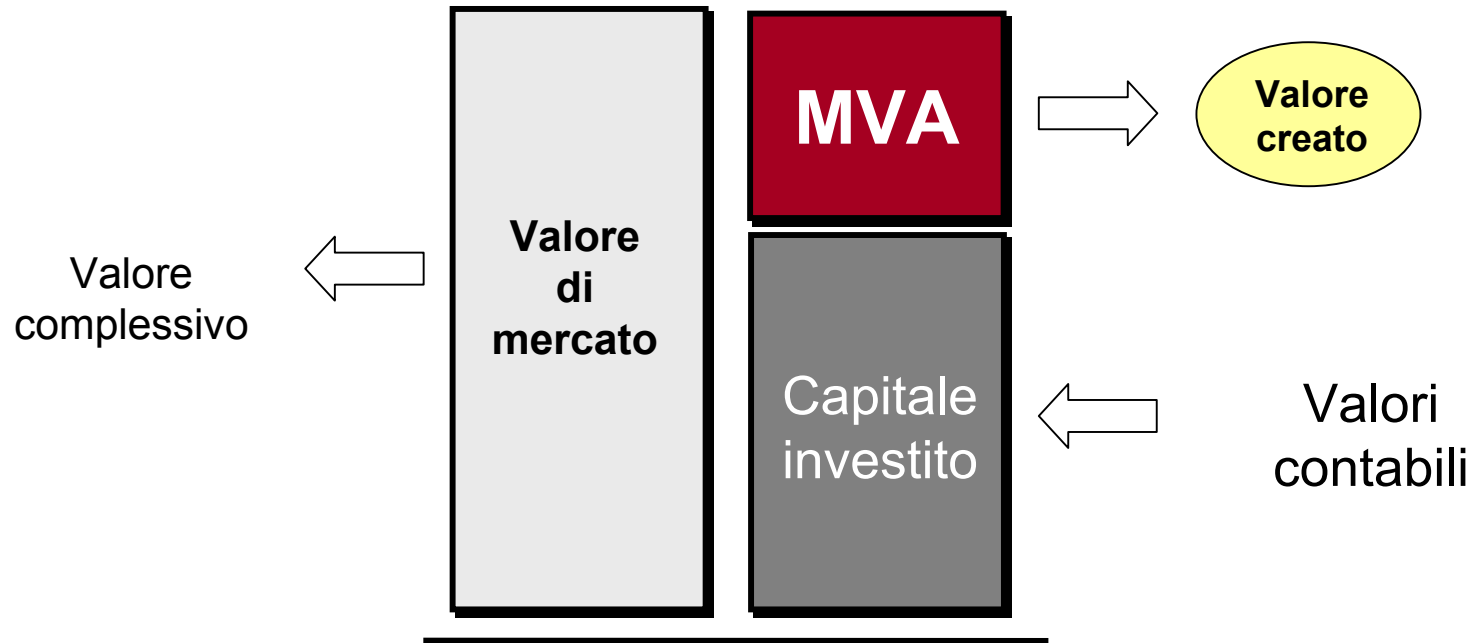 MVA
Valore
creato
Valore
di
mercato
Valore
complessivo
Capitale
investito
Valori
contabili